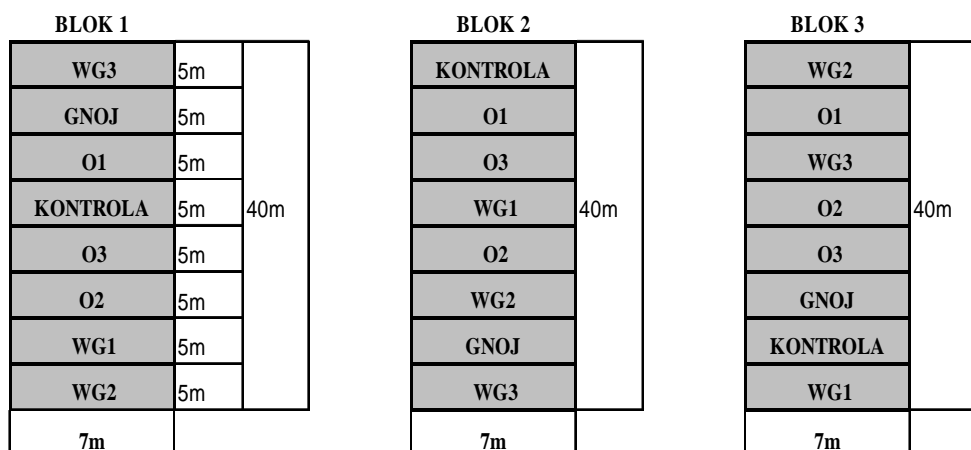 BLOK 1 BLOK 2 BLOK 3
WG3 5m KONTROLA WG2
GNOJ 5m O1 O1
O1 5m O3 WG3
KONTROLA 5m 40m WG1 40m O2 40m
O3 5m O2 O3
O2 5m WG2 GNOJ
WG1 5m GNOJ KONTROLA
WG2 5m WG3 WG1
7m 7m 7m